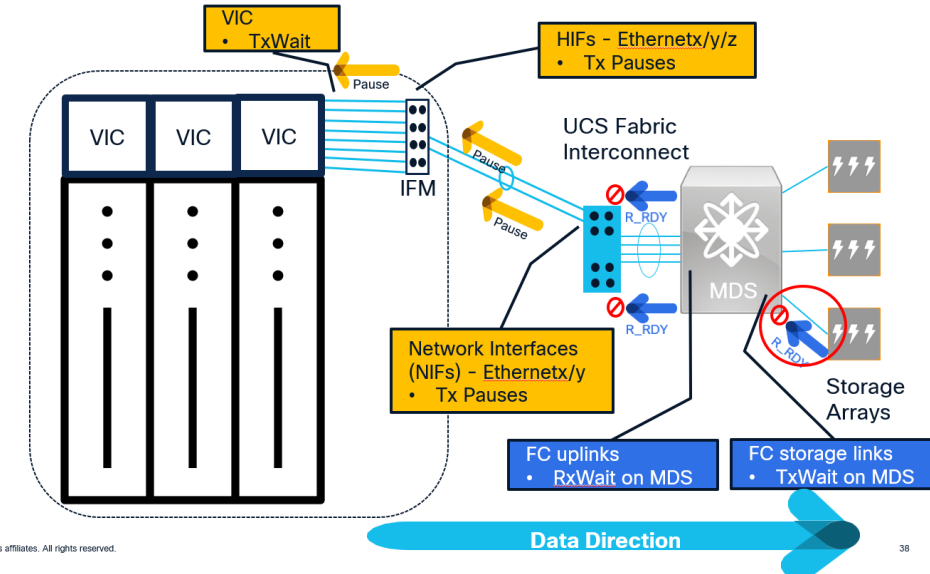 VIC
• TxWait
HIFs - Ethernetx/y/z
• Tx Pauses
Pause
VIC
VIC
VIC
IFM
Pause
Pause
UCS Fabric
Interconnect
R_RDY
R_RDY
MDS
R_RDY
Storage
Arrays
Network Interfaces
(NIFs) - Ethernetx/y
• Tx Pauses
FC uplinks
• RxWait on MDS
FC storage links
• TxWait on MDS
Data Direction
s affiliates. All rights reserved.
38